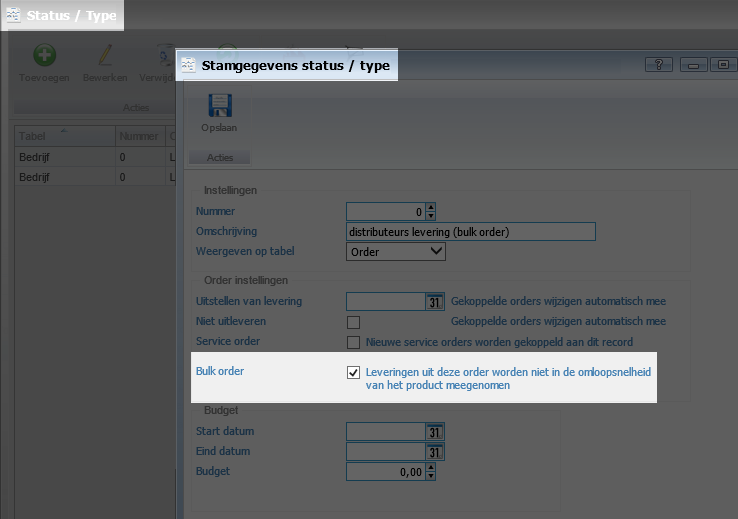 Status / Type
Toevoegen
Bewerken
Acties
Tabel
Nummer
Bedrijf
0
L
Bedrijf
0
L
Stamgegevens status / type
?
Opslaan
Acties
Instellingen
Nummer
0
Omschrijving
distributeurs levering (bulk order)
Weergeven op tabel
Order
Order instellingen
Uitstellen van levering
31
Gekoppelde orders wijzigen automatisch mee
Niet uitleveren
Gekoppelde orders wijzigen automatisch mee
Service order
Nieuwe service orders worden gekoppeld aan dit record
Bulk order
Leveringen uit deze order worden niet in de omloopsnelheid
van het product meegenomen
Budget
Start datum
31
Eind datum
31
Budget
0,00